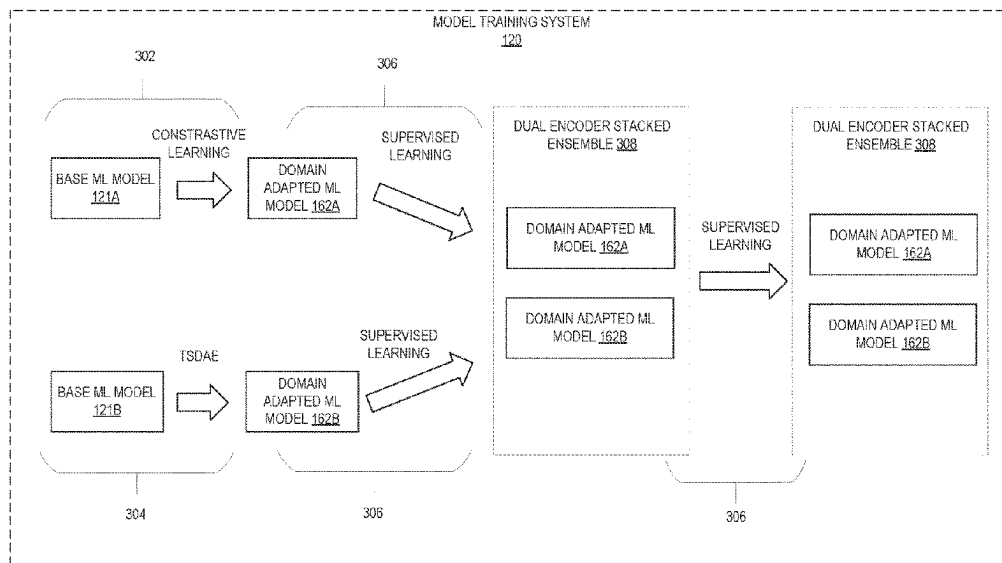 MODEL TRAINING SYSTEM
120
302
306
CONSTRASTIVE
LEARNING
SUPERVISED
LEARNING
BASE ML MODEL
121A
DOMAIN
ADAPTED ML
MODEL 162A
DUAL ENCODER STACKED
ENSEMBLE 308
DOMAIN ADAPTED ML
MODEL 162A
DOMAIN ADAPTED ML
MODEL 162B
SUPERVISED
LEARNING
DUAL ENCODER STACKED
ENSEMBLE 308
DOMAIN ADAPTED ML
MODEL 162A
DOMAIN ADAPTED ML
MODEL 162B
TSDAE
SUPERVISED
LEARNING
BASE ML MODEL
121B
DOMAIN
ADAPTED ML
MODEL 162B
304
306
306